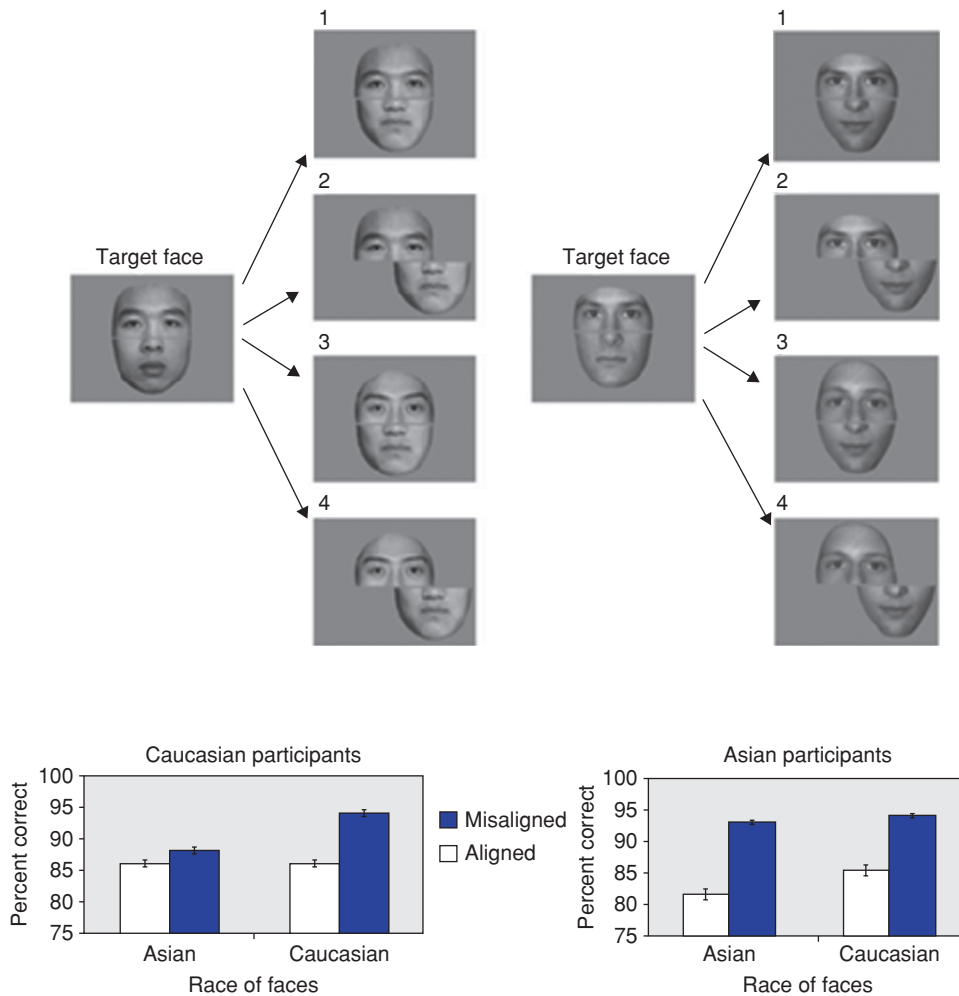 1
1
2
2
Target face
Target face
3
3
4
4
Caucasian participants
100
95
90
85
80
75
Percent correct
Asian Caucasian
Race of faces
Misaligned
Aligned
Asian participants
100
95
90
85
80
75
Percent correct
Asian Caucasian
Race of faces